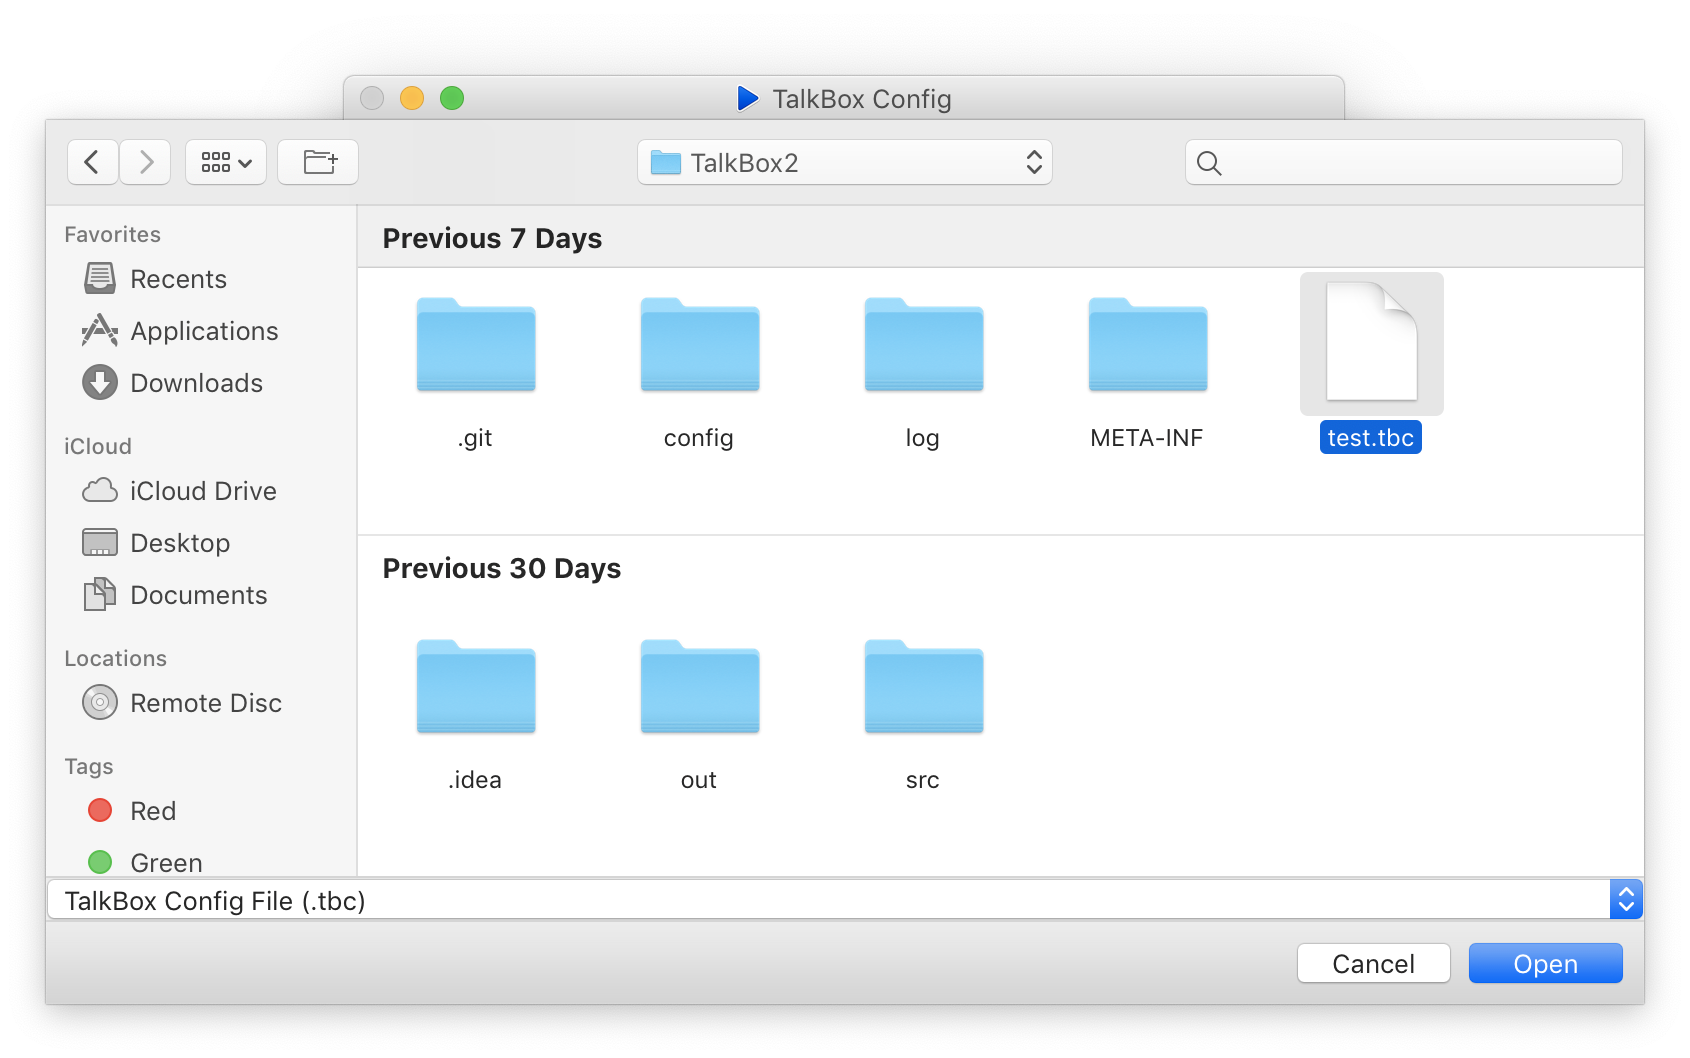 TalkBox Config
TalkBox2
Favorites
Recents
Applications
Downloads
iCloud
iCloud Drive
Desktop
Documents
Locations
Remote Disc
Tags
Red
Green
Previous 7 Days
.git
config
log
META-INF
test.tbc
Previous 30 Days
.idea
out
src
TalkBox Config File (.tbc)
Cancel
Open